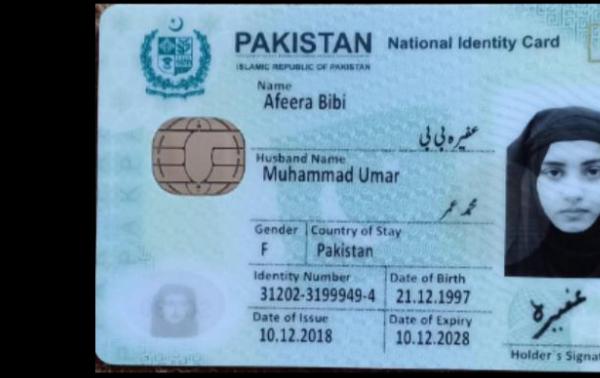 PAKISTAN National Identity Card
ISLAMIC REPUBLIC OF PAKISTAN
Name
Afeera Bibi
عفیرہ بی بی
Husband Name
Muhammad Umar
محمد عمر
Gender Country of Stay
F Pakistan
Identity Number Date of Birth
31202-3199949-4 21.12.1997
Date of Issue Date of Expiry
10.12.2018 10.12.2028
عفیرہ
Holder's Signat